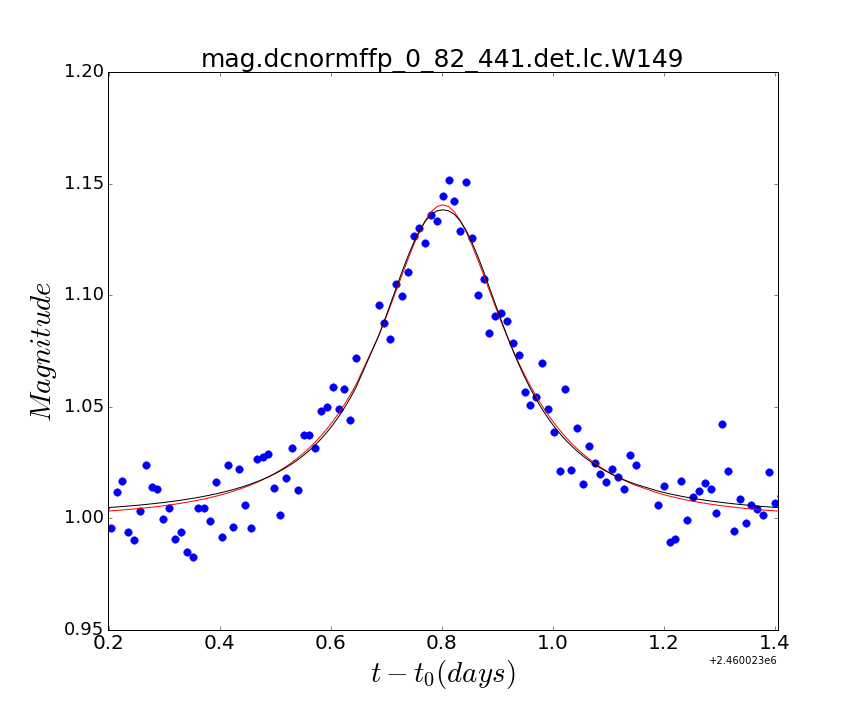 mag.dcnormffp_0_82_441.det.lc.W149
1.20
1.15
1.10
1.05
1.00
0.95
Magnitude
0.2 0.4 0.6 0.8 1.0 1.2 1.4
+2.460023e6
t − t₀(days)